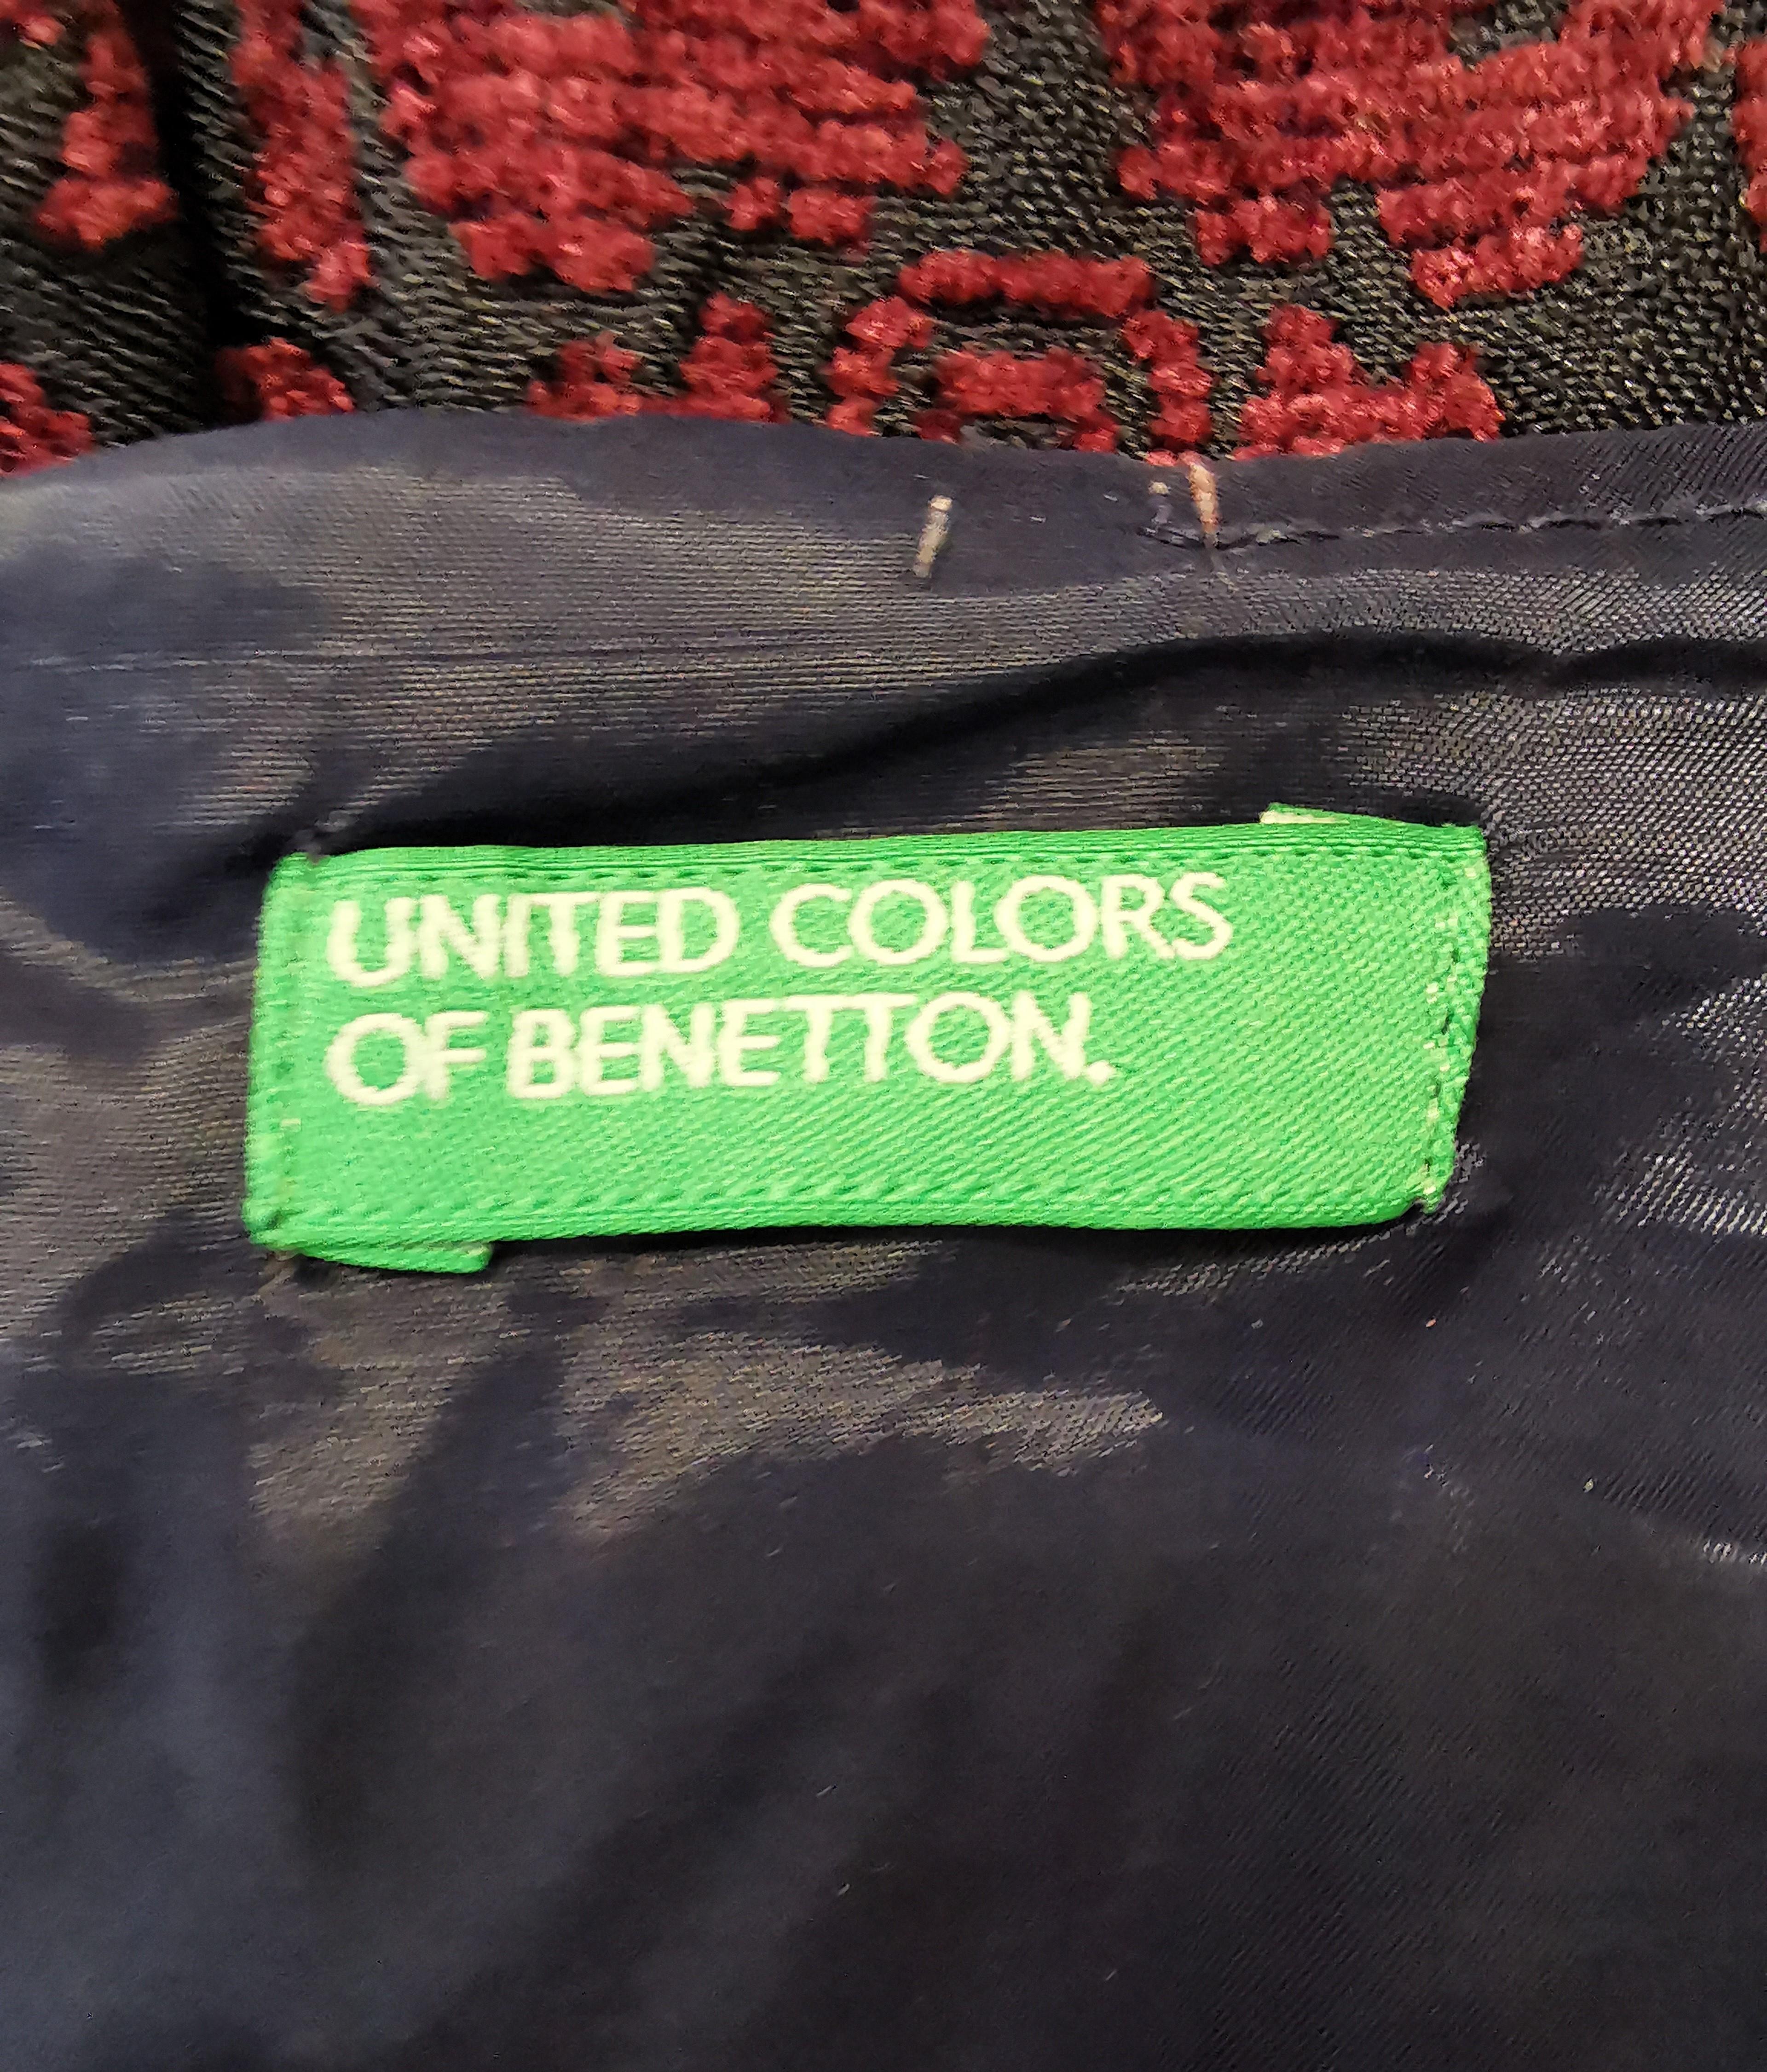 UNITED COLORS
OF BENETTON.